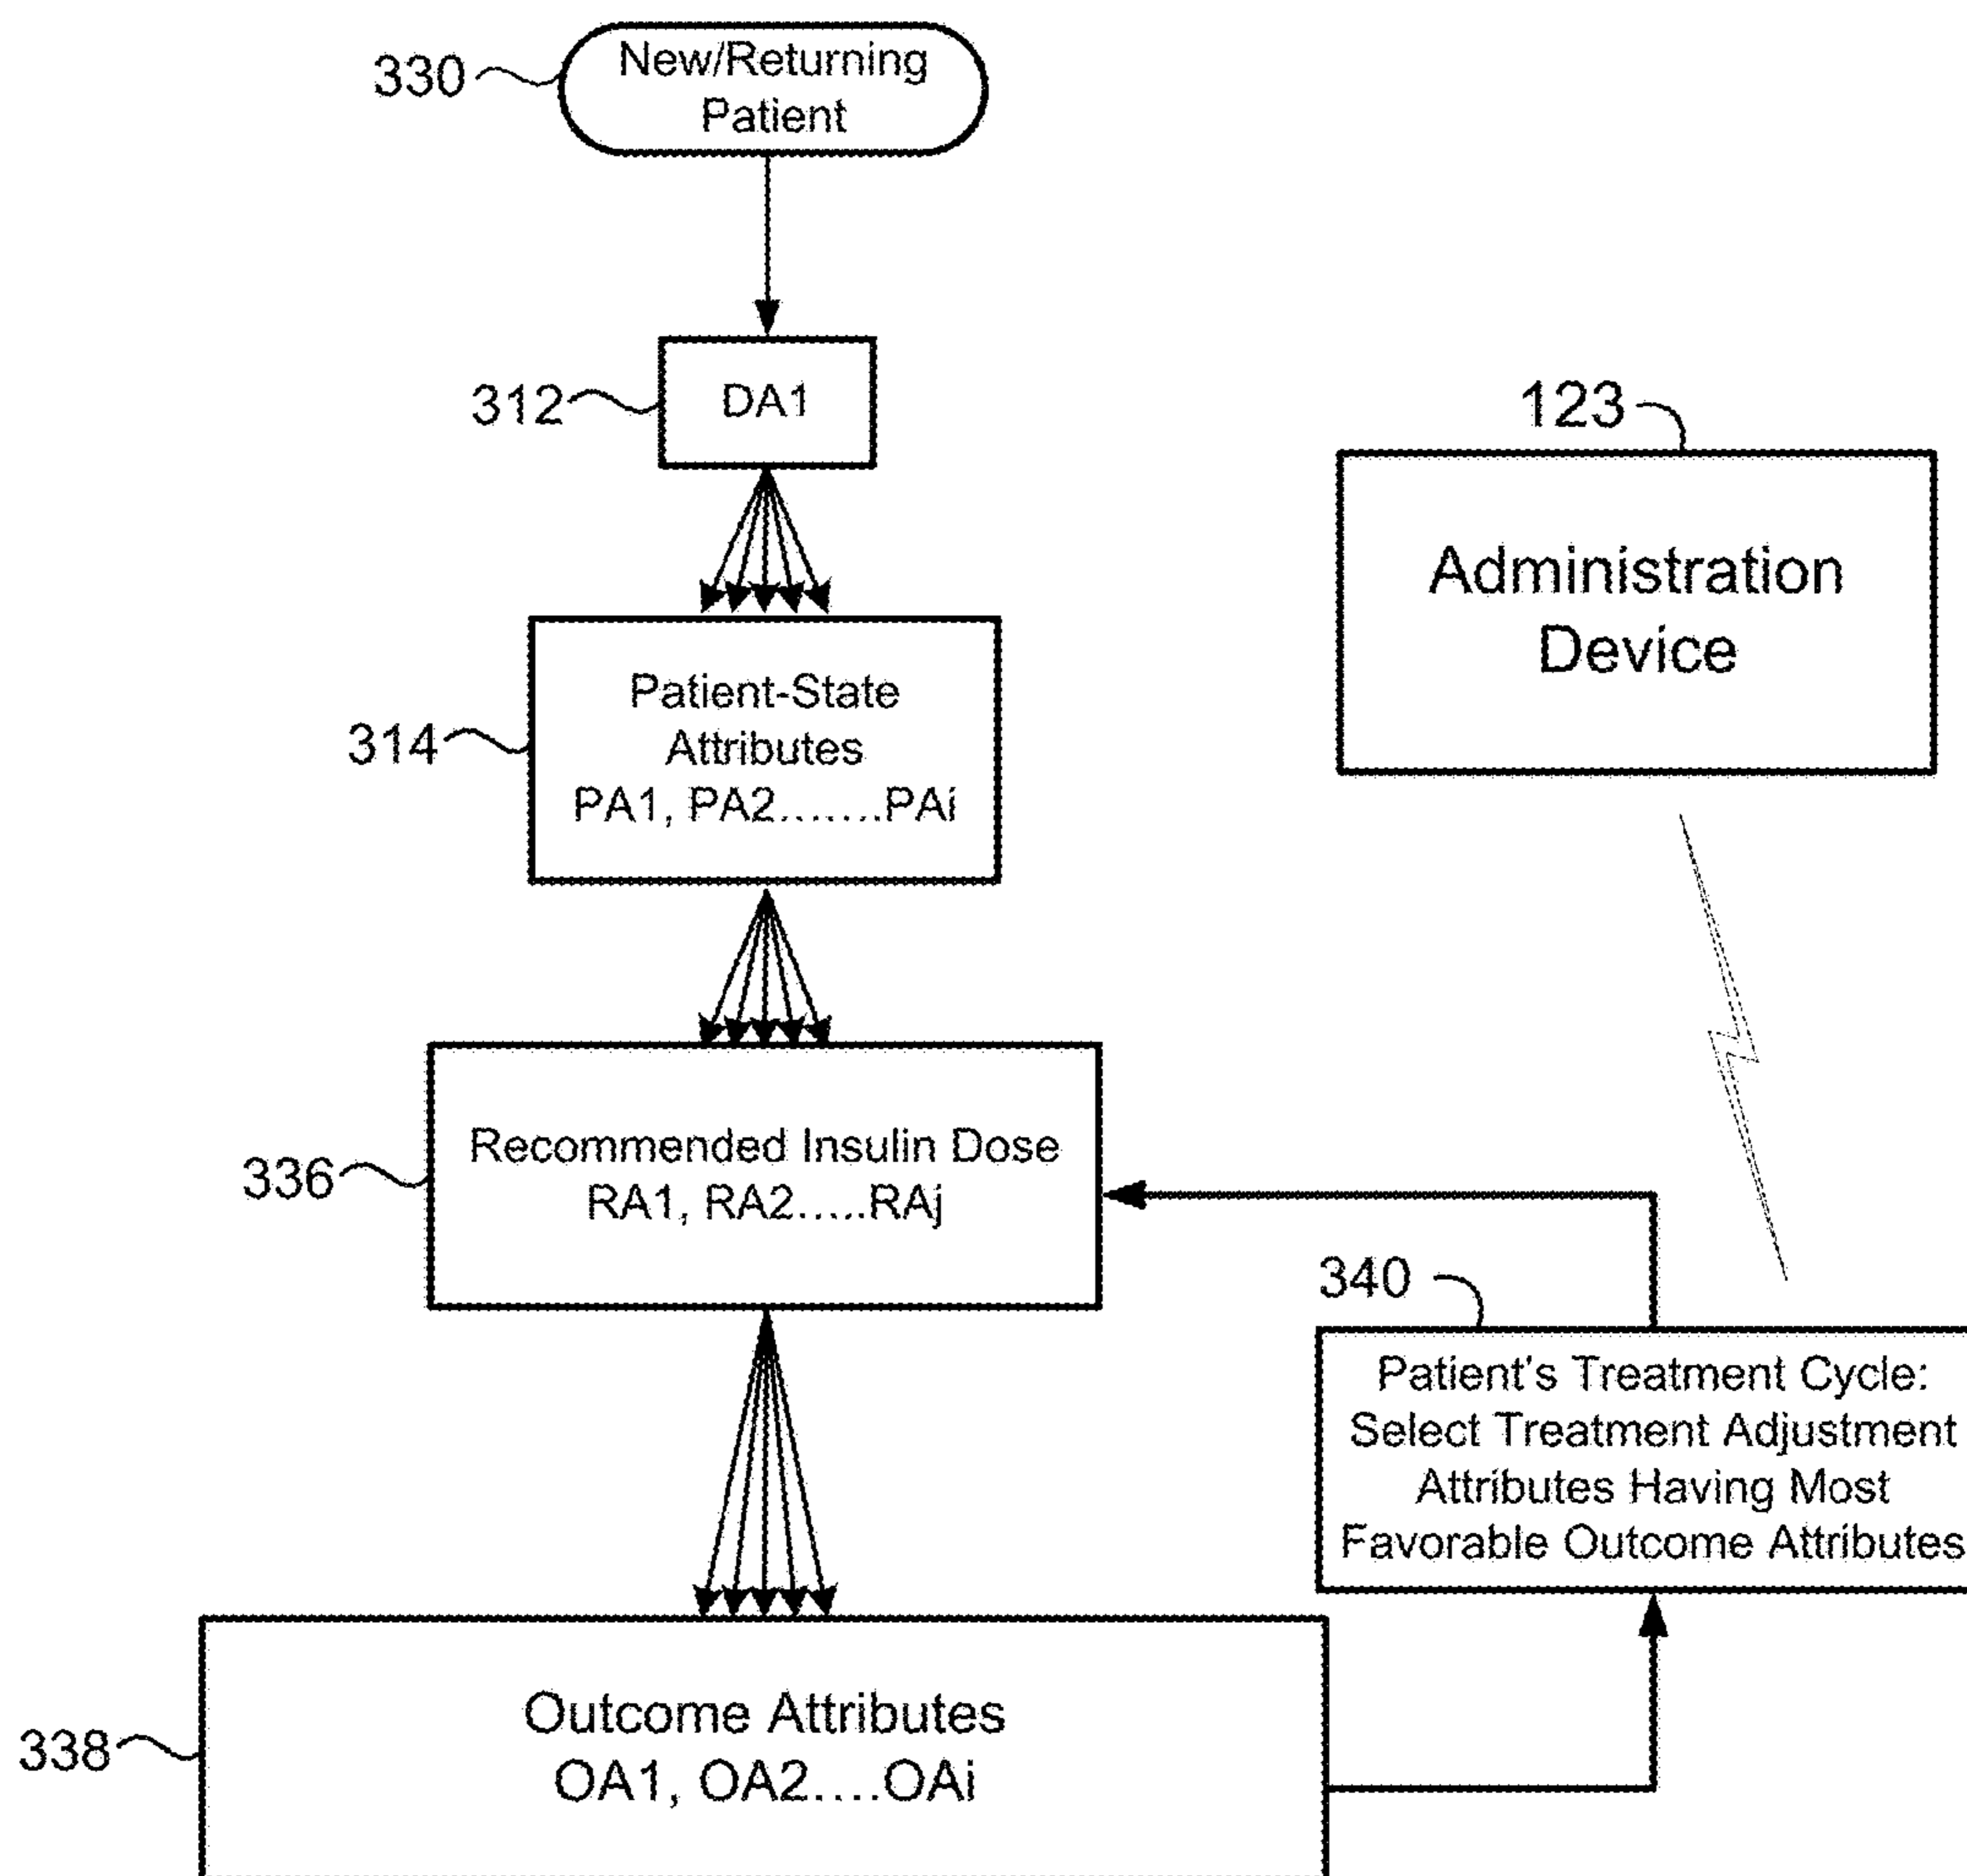 330
New/Returning
Patient
312
DA1
123
Administration
Device
314
Patient-State
Attributes
PA1, PA2.......PAi
336
Recommended Insulin Dose
RA1, RA2.....RAj
340
Patient's Treatment Cycle:
Select Treatment Adjustment
Attributes Having Most
Favorable Outcome Attributes
338
Outcome Attributes
OA1, OA2....OAi